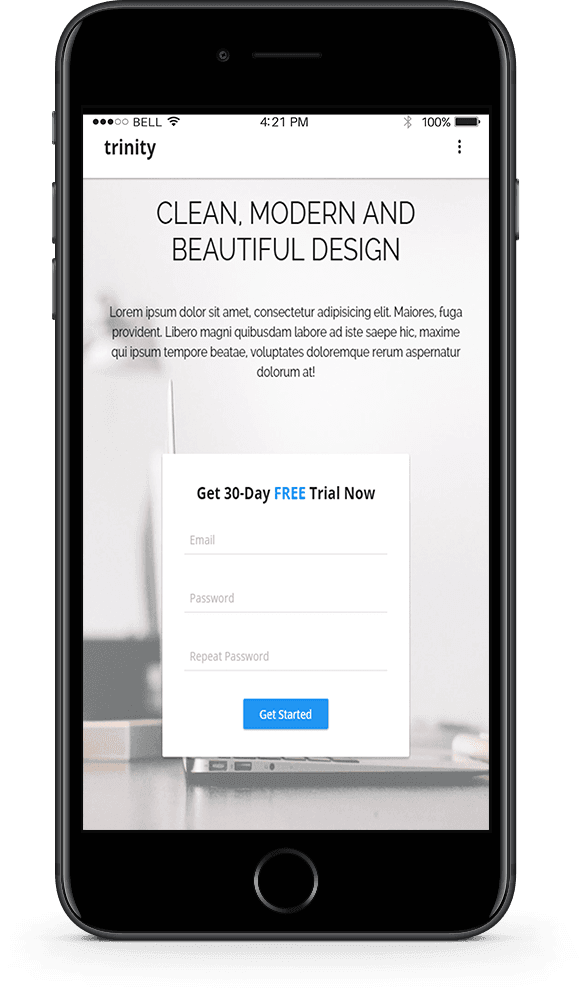 BELL 4:21 PM 100%
trinity
CLEAN, MODERN AND
BEAUTIFUL DESIGN
Lorem ipsum dolor sit amet, consectetur adipisicing elit. Maiores, fuga
provident. Libero magni quibusdam labore ad iste saepe hic, maxime
qui ipsum tempore beatae, voluptates doloremque rerum aspernatur
dolorum at!
Get 30-Day FREE Trial Now
Email
Password
Repeat Password
Get Started